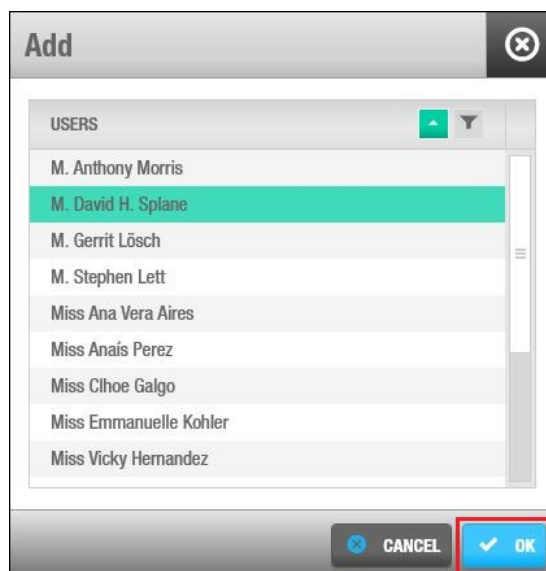 Add
USERS
M. Anthony Morris
M. David H. Splane
M. Gerrit Lösch
M. Stephen Lett
Miss Ana Vera Aires
Miss Anaís Perez
Miss Clhoe Galgo
Miss Emmanuelle Kohler
Miss Vicky Hernandez
CANCEL
OK